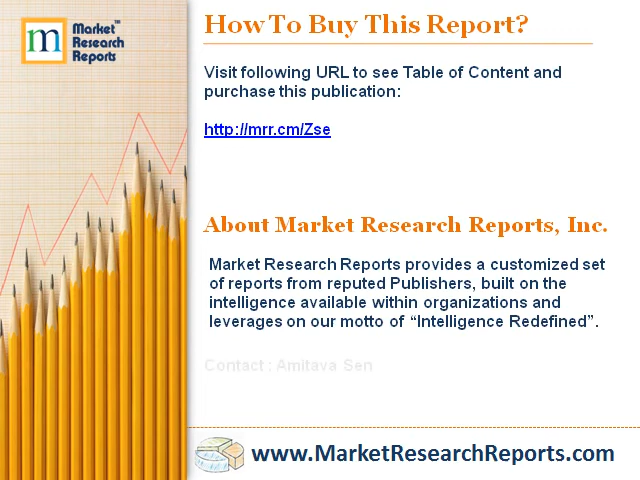 m
Market™
Research
Reports
How To Buy This Report?
Visit following URL to see Table of Content and
purchase this publication:
http://mrr.cm/Zse
About Market Research Reports, Inc.
Market Research Reports provides a customized set
of reports from reputed Publishers, built on the
intelligence available within organizations and
leverages on our motto of “Intelligence Redefined”.
Contact : Amitava Sen
www.MarketResearchReports.com